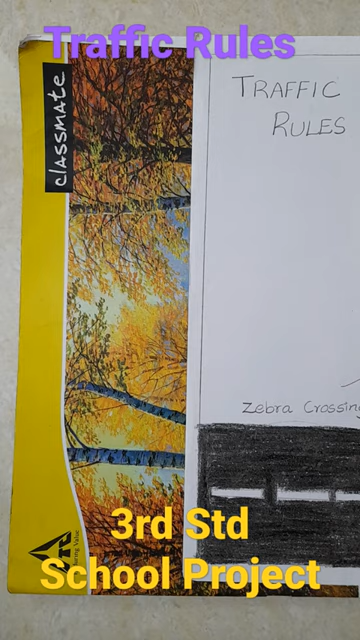 Traffic Rules
classmate
TRAFFIC
RULES
Zebra Crossing
3rd Std
School Project